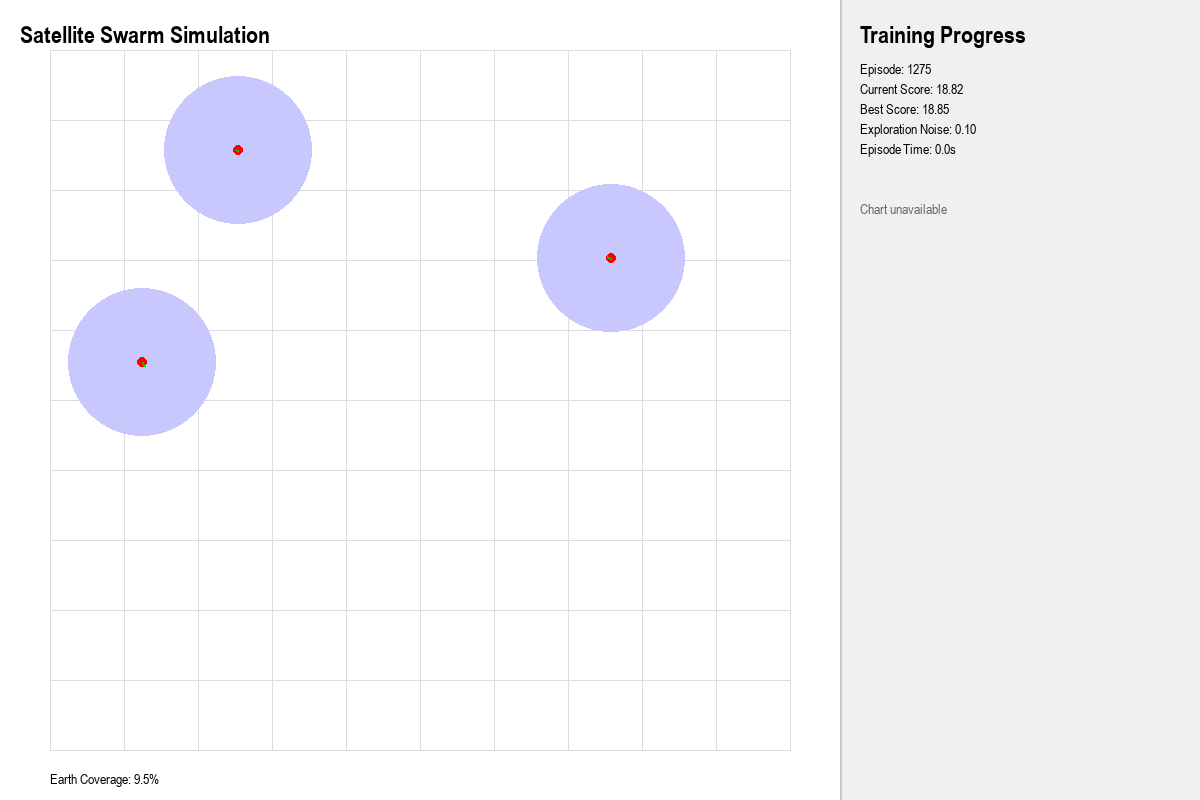 Satellite Swarm Simulation
Earth Coverage: 9.5%
Training Progress
Episode: 1275
Current Score: 18.82
Best Score: 18.85
Exploration Noise: 0.10
Episode Time: 0.0s
Chart unavailable